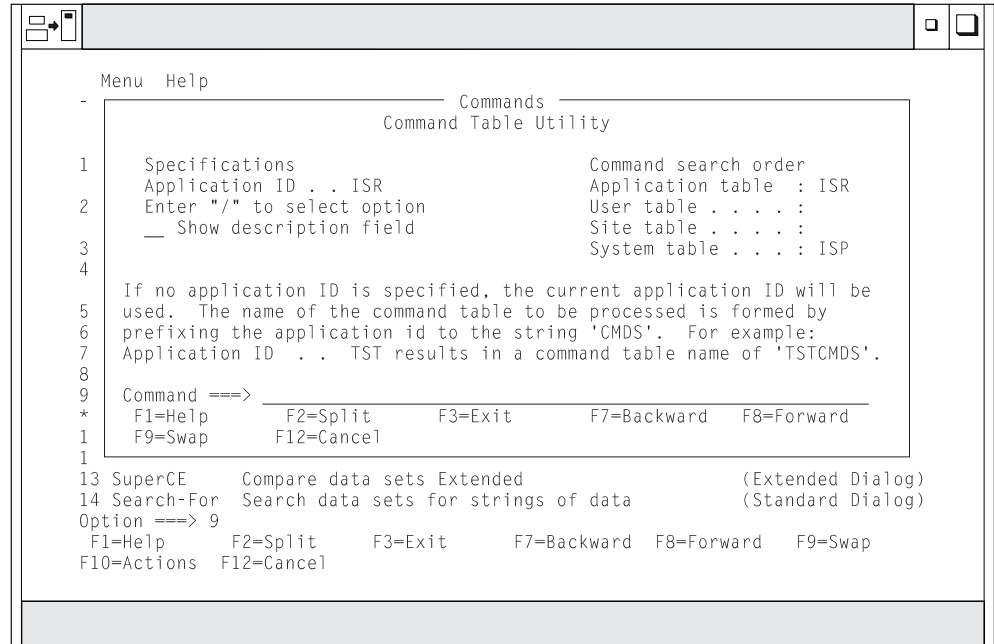 Menu  Help
- Commands
Command Table Utility
1 Specifications Command search order
Application ID . . ISR Application table  : ISR
2 Enter "/" to select option User table . . . . :
__ Show description field Site table . . . . :
3 System table . . . : ISP
4
If no application ID is specified, the current application ID will be
5 used.  The name of the command table to be processed is formed by
6 prefixing the application id to the string 'CMDS'.  For example:
7 Application ID  . .  TST results in a command table name of 'TSTCMDS'.
8
9 Command ===>
* F1=Help F2=Split F3=Exit F7=Backward F8=Forward
1 F9=Swap F12=Cancel
1
13 SuperCE Compare data sets Extended (Extended Dialog)
14 Search-For Search data sets for strings of data (Standard Dialog)
Option ===> 9
F1=Help F2=Split F3=Exit F7=Backward F8=Forward F9=Swap
F10=Actions F12=Cancel